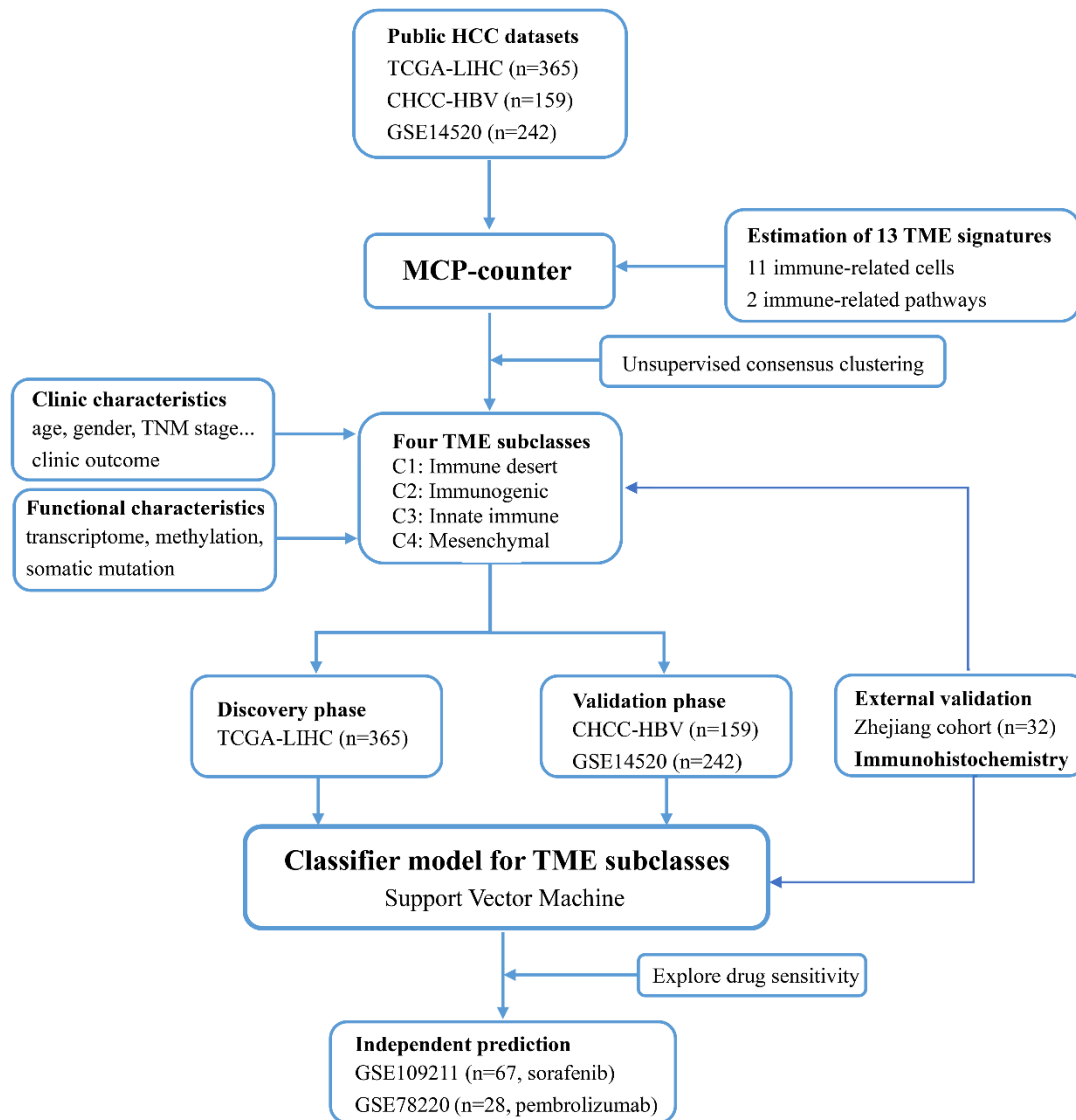 Public HCC datasets
TCGA-LIHC (n=365)
CHCC-HBV (n=159)
GSE14520 (n=242)
MCP-counter
Estimation of 13 TME signatures
11 immune-related cells
2 immune-related pathways
Unsupervised consensus clustering
Clinic characteristics
age, gender, TNM stage...
clinic outcome
Functional characteristics
transcriptome, methylation,
somatic mutation
Four TME subclasses
C1: Immune desert
C2: Immunogenic
C3: Innate immune
C4: Mesenchymal
Discovery phase
TCGA-LIHC (n=365)
Validation phase
CHCC-HBV (n=159)
GSE14520 (n=242)
External validation
Zhejiang cohort (n=32)
Immunohistochemistry
Classifier model for TME subclasses
Support Vector Machine
Explore drug sensitivity
Independent prediction
GSE109211 (n=67, sorafenib)
GSE78220 (n=28, pembrolizumab)